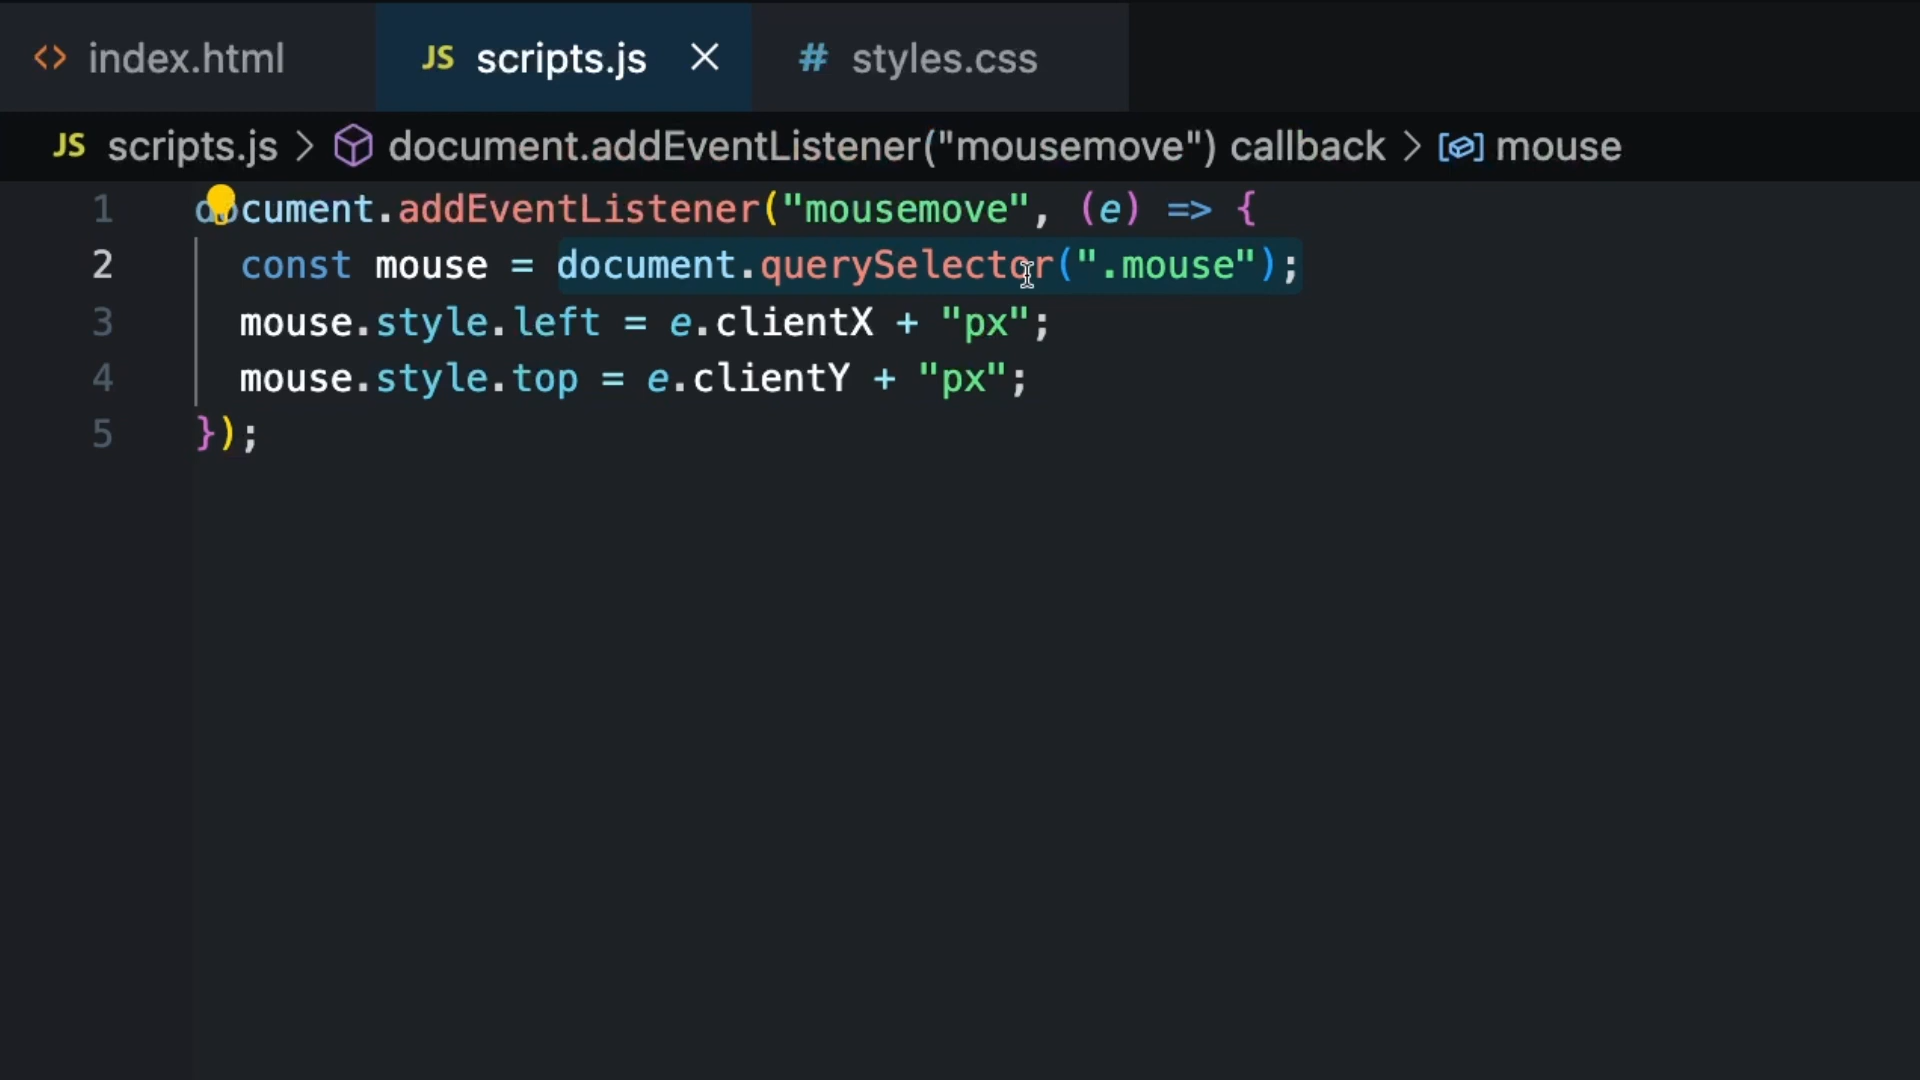 <> index.html JS scripts.js × # styles.css
JS scripts.js > document.addEventListener("mousemove") callback > mouse
1 document.addEventListener("mousemove", (e) => {
2 const mouse = document.querySelector(".mouse");
3 mouse.style.left = e.clientX + "px";
4 mouse.style.top = e.clientY + "px";
5 });